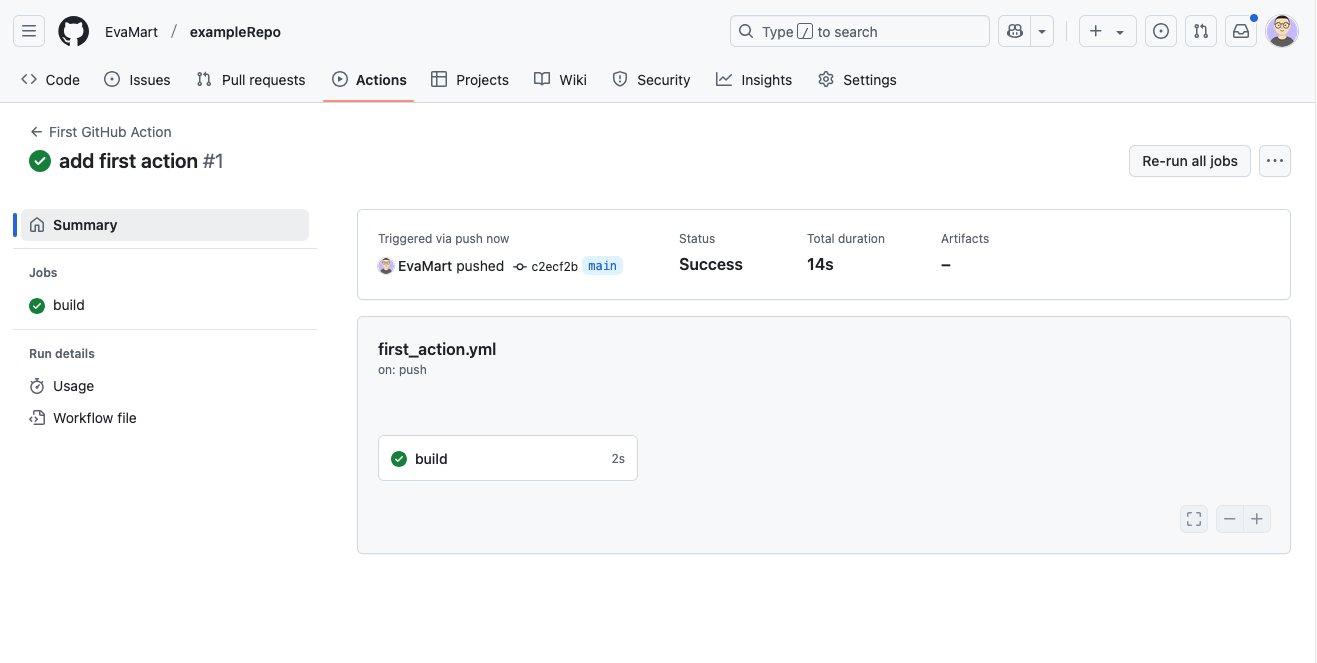 EvaMart / exampleRepo
Type / to search
Code Issues Pull requests Actions Projects Wiki Security Insights Settings
First GitHub Action
add first action #1
Re-run all jobs
Summary
Jobs
build
Run details
Usage
Workflow file
Triggered via push now
EvaMart pushed c2ecf2b main
Status
Success
Total duration
14s
Artifacts
–
first_action.yml
on: push
build 2s